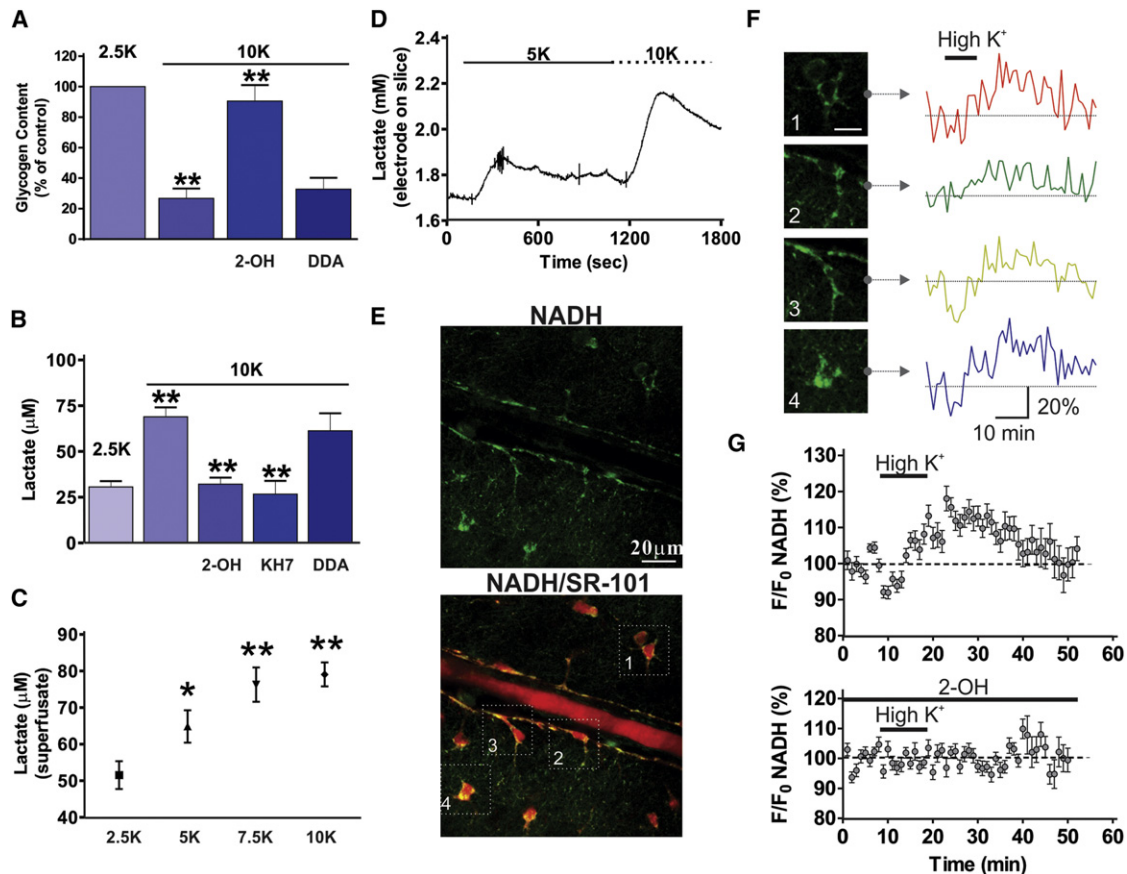 A
2.5K
10K
120
100
80
60
40
20
0
Glycogen Content
(% of control)
**
**
2-OH
DDA
B
100
75
50
25
0
Lactate (μM)
2.5K
10K
**
**
**
2-OH
KH7
DDA
C
90
80
70
60
50
40
Lactate (μM)
(superfusate)
*
**
**
2.5K
5K
7.5K
10K
D
2.4
2.2
2.0
1.8
1.6
Lactate (mM)
(electrode on slice)
5K
10K
0
600
1200
1800
Time (sec)
E
NADH
20μm
NADH/SR-101
1
2
3
4
F
High K+
1
2
3
4
20%
10 min
G
130
120
110
100
90
80
F/F0 NADH (%)
High K+
0 10 20 30 40 50 60
2-OH
High K+
120
110
100
90
80
F/F0 NADH (%)
0 10 20 30 40 50 60
Time (min)